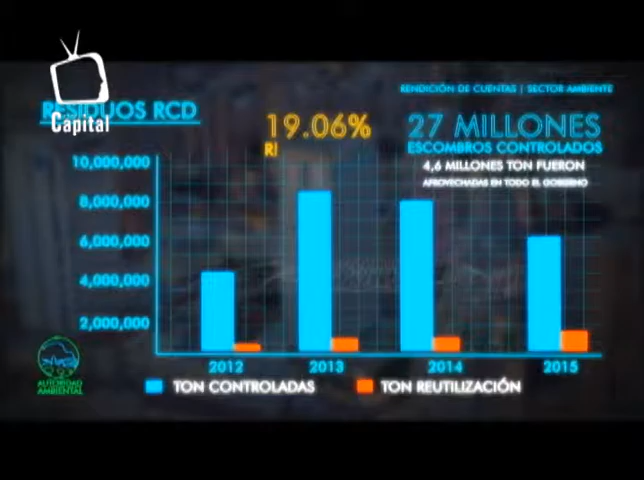 RENDICIÓN DE CUENTAS | SECTOR AMBIENTE
RESIDUOS RCD
Capital
19.06%
R!
27 MILLONES
ESCOMBROS CONTROLADOS
4,6 MILLONES TON FUERON
APROVECHADAS EN TODO EL GOBIERNO
10,000,000
8,000,000
6,000,000
4,000,000
2,000,000
2012 2013 2014 2015
TON CONTROLADAS TON REUTILIZACIÓN
AUTORIDAD
AMBIENTAL